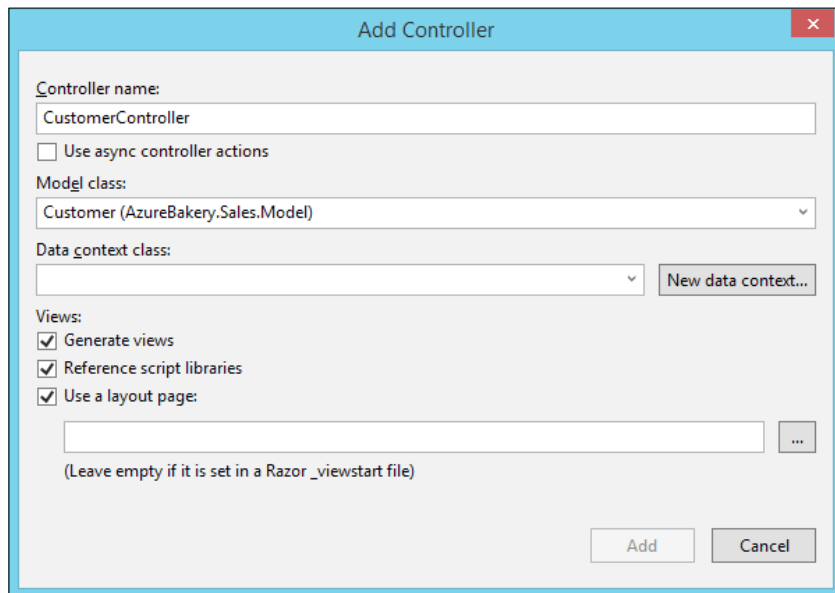 Add Controller
Controller name:
CustomerController
Use async controller actions
Model class:
Customer (AzureBakery.Sales.Model)
Data context class:
New data context...
Views:
Generate views
Reference script libraries
Use a layout page:
...
(Leave empty if it is set in a Razor _viewstart file)
Add
Cancel